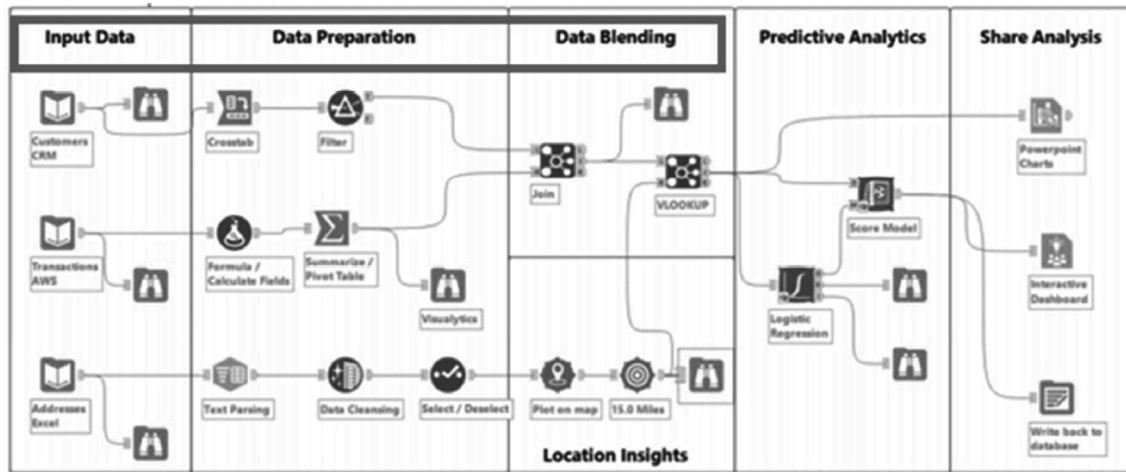 Input Data
Data Preparation
Data Blending
Predictive Analytics
Share Analysis
Customers
CRM
Crosstab
Filter
Join
VLOOKUP
Powerpoint
Charts
Score Model
Transactions
AWS
Formula /
Calculate Fields
Summarize /
Pivot Table
Visualytics
Logistic
Regression
Interactive
Dashboard
Addresses
Excel
Text Parsing
Data Cleansing
Select / Deselect
Plot on map
15.0 Miles
Write back to
database
Location Insights